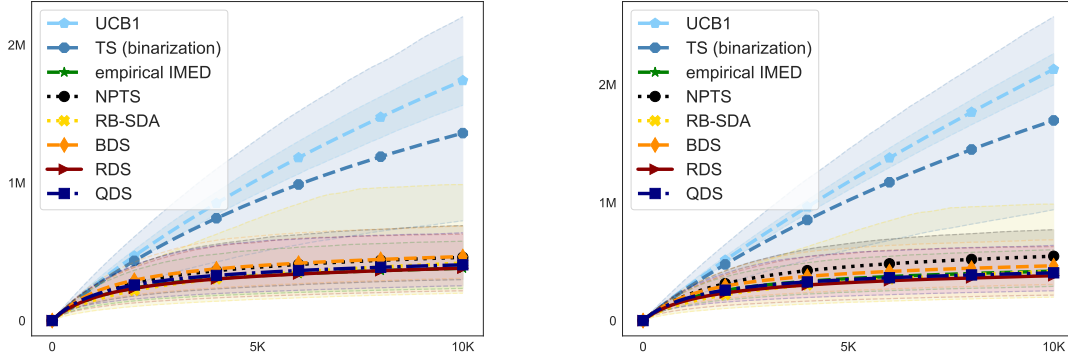 UCB1
TS (binarization)
empirical IMED
NPTS
RB-SDA
BDS
RDS
QDS
2M
1M
0
0
5K
10K
UCB1
TS (binarization)
empirical IMED
NPTS
RB-SDA
BDS
RDS
QDS
2M
1M
0
0
5K
10K